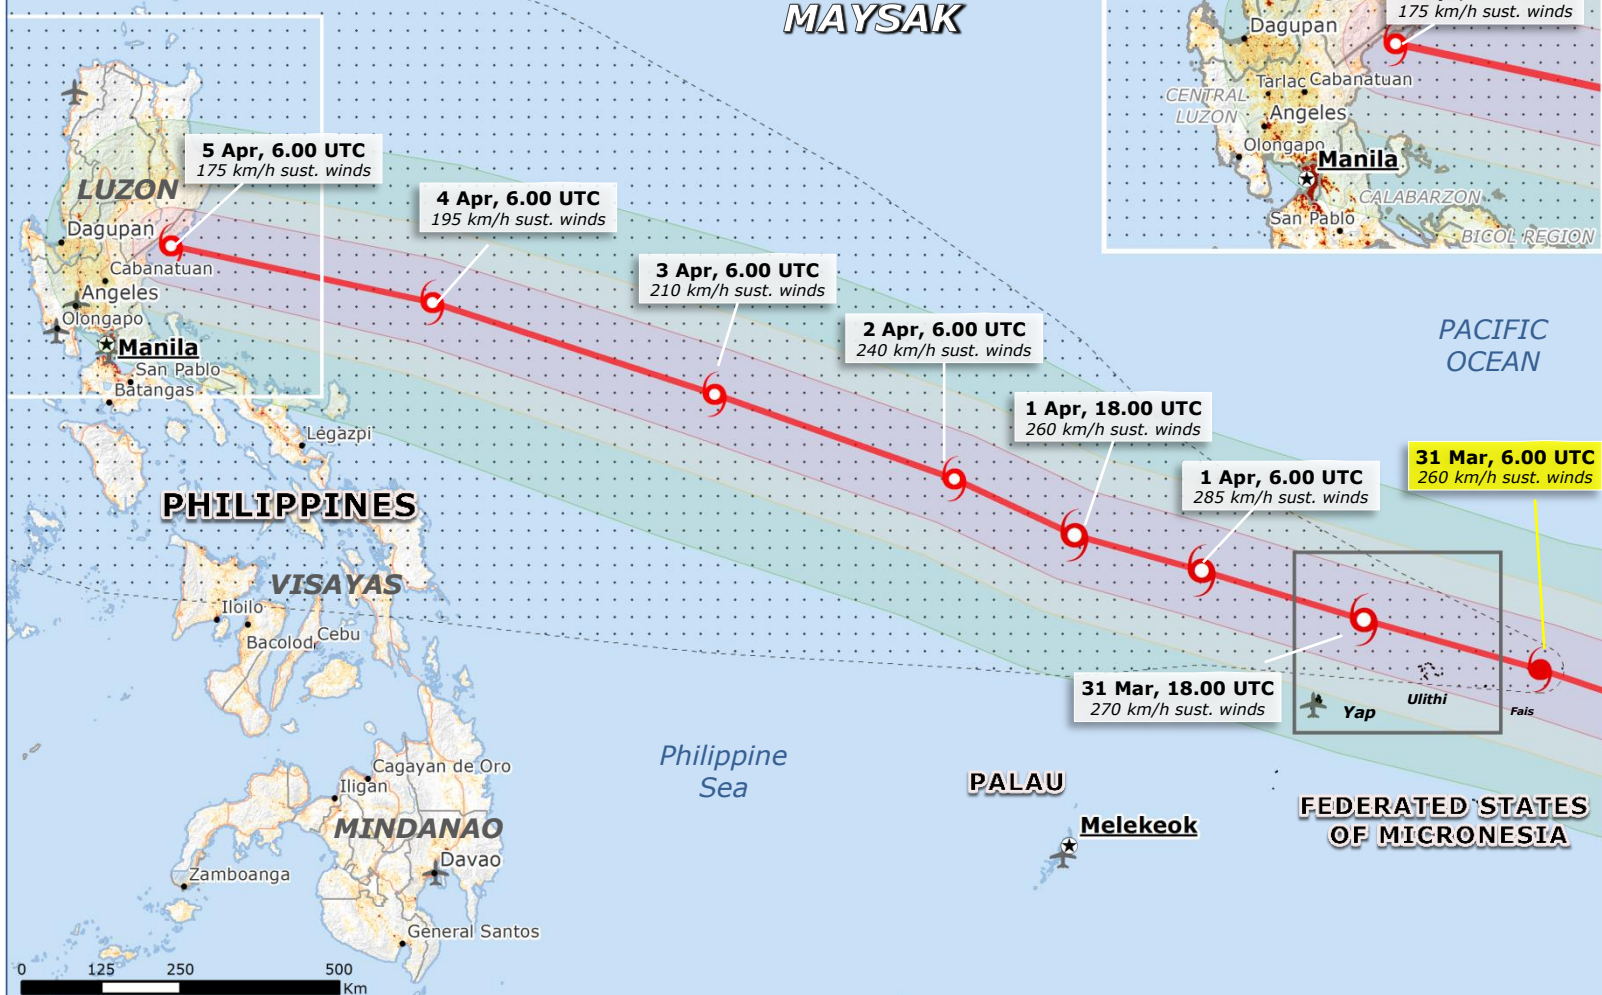 MAYSAK
175 km/h sust. winds
Dagupan
Tarlac
Cabanatuan
CENTRAL
LUZON
Angeles
Olongapo
Manila
CALABARZON
San Pablo
BICOL REGION
5 Apr, 6.00 UTC
175 km/h sust. winds
LUZON
4 Apr, 6.00 UTC
195 km/h sust. winds
Dagupan
Cabanatuan
Angeles
Olongapo
Manila
San Pablo
Batangas
3 Apr, 6.00 UTC
210 km/h sust. winds
2 Apr, 6.00 UTC
240 km/h sust. winds
PACIFIC
OCEAN
1 Apr, 18.00 UTC
260 km/h sust. winds
Legazpi
31 Mar, 6.00 UTC
260 km/h sust. winds
1 Apr, 6.00 UTC
285 km/h sust. winds
PHILIPPINES
VISAYAS
Iloilo
Bacolod
Cebu
31 Mar, 18.00 UTC
270 km/h sust. winds
Yap
Ulithi
Fais
Philippine
Sea
Cagayan de Oro
Iligan
MINDANAO
Davao
Zamboanga
General Santos
PALAU
Melekeok
FEDERATED STATES
OF MICRONESIA
0 125 250 500
Km